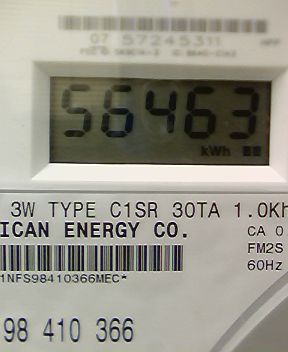 07 57245311
56463
kWh
3W TYPE C1SR 30TA 1.0Kh
ICAN ENERGY CO.
CA 0
FM2S
60Hz
1NFS98410366MEC*
98 410 366